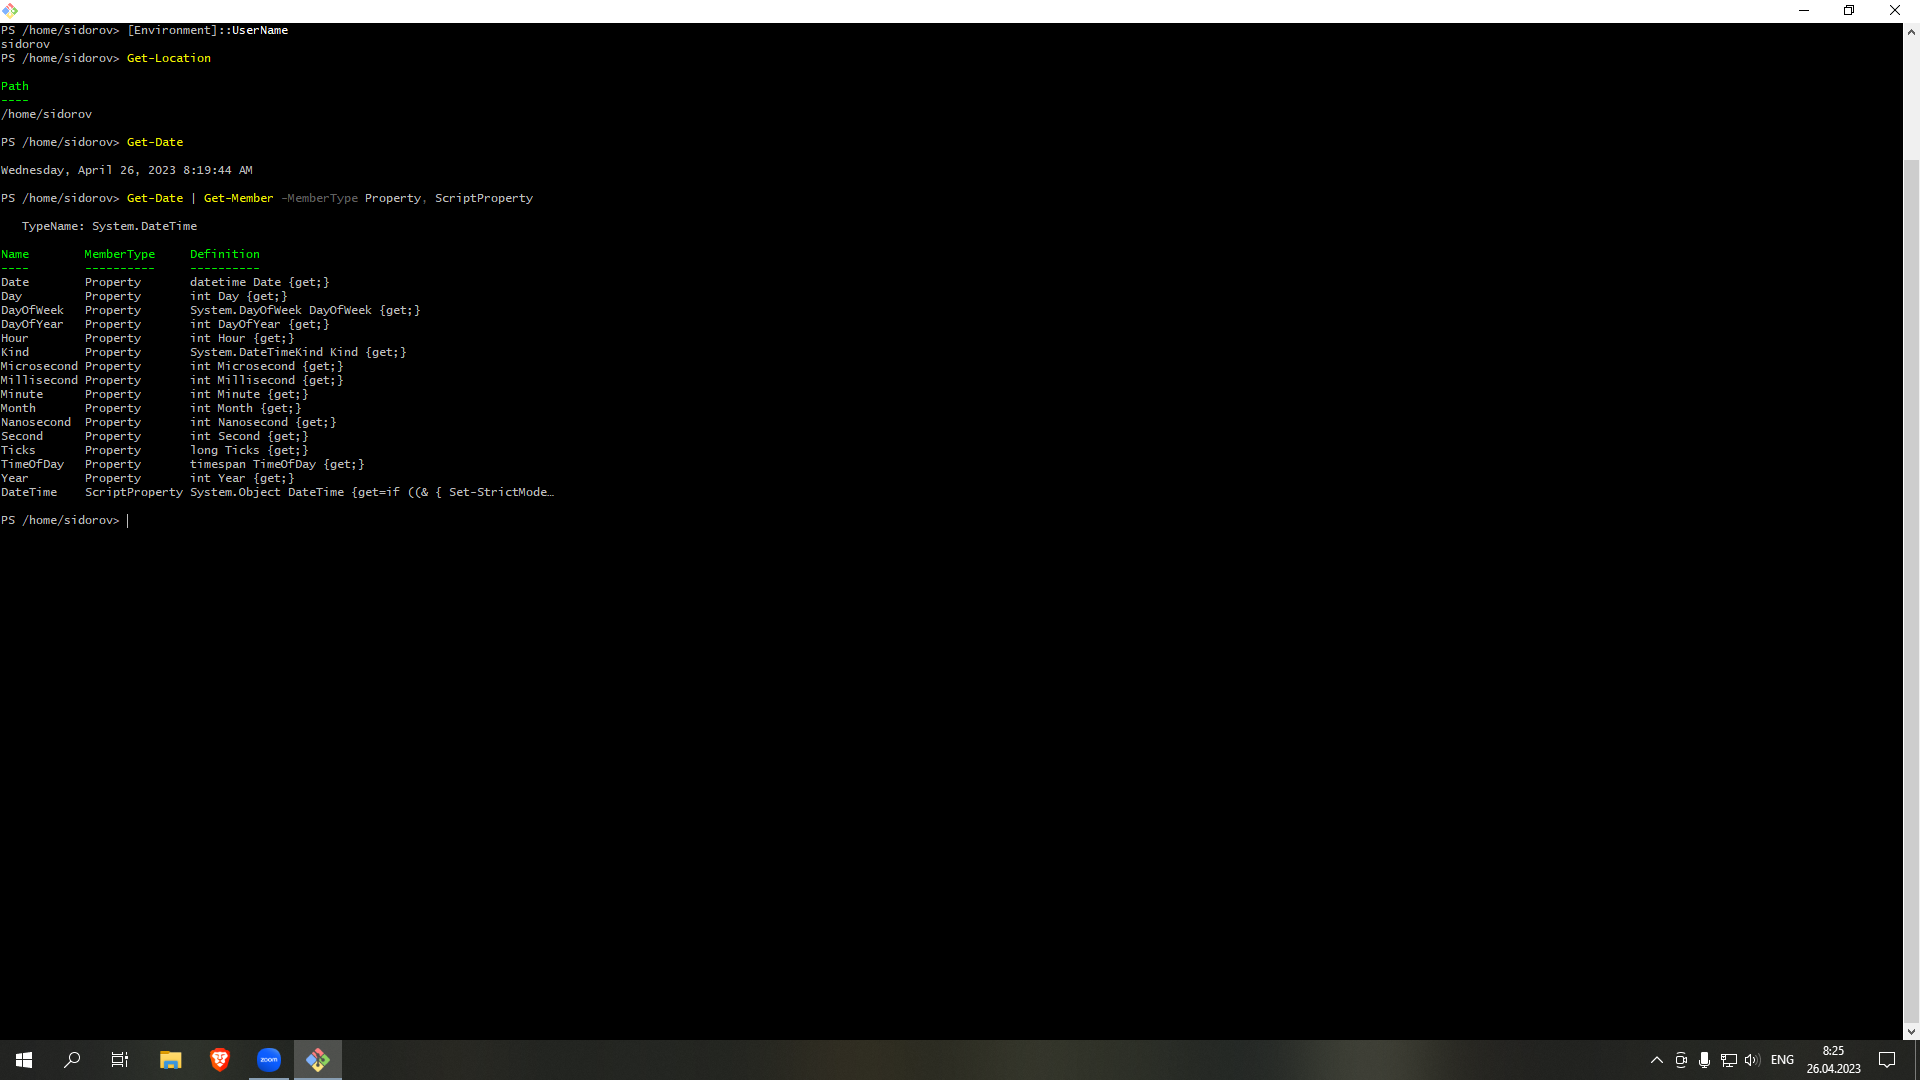 PS /home/sidorov> [Environment]::UserName
sidorov
PS /home/sidorov> Get-Location
Path
----
/home/sidorov
PS /home/sidorov> Get-Date
Wednesday, April 26, 2023 8:19:44 AM
PS /home/sidorov> Get-Date | Get-Member -MemberType Property, ScriptProperty
TypeName: System.DateTime
Name MemberType Definition
---- ---------- ----------
Date Property datetime Date {get;}
Day Property int Day {get;}
DayOfWeek Property System.DayOfWeek DayOfWeek {get;}
DayOfYear Property int DayOfYear {get;}
Hour Property int Hour {get;}
Kind Property System.DateTimeKind Kind {get;}
Microsecond Property int Microsecond {get;}
Millisecond Property int Millisecond {get;}
Minute Property int Minute {get;}
Month Property int Month {get;}
Nanosecond Property int Nanosecond {get;}
Second Property int Second {get;}
Ticks Property long Ticks {get;}
TimeOfDay Property timespan TimeOfDay {get;}
Year Property int Year {get;}
DateTime ScriptProperty System.Object DateTime {get=if ((& { Set-StrictMode…
PS /home/sidorov>
zoom
ENG
8:25
26.04.2023